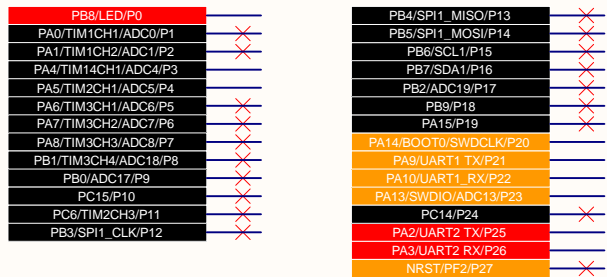 PB8/LED/P0
PA0/TIM1CH1/ADC0/P1
PA1/TIM1CH2/ADC1/P2
PA4/TIM14CH1/ADC4/P3
PA5/TIM2CH1/ADC5/P4
PA6/TIM3CH1/ADC6/P5
PA7/TIM3CH2/ADC7/P6
PA8/TIM3CH3/ADC8/P7
PB1/TIM3CH4/ADC18/P8
PB0/ADC17/P9
PC15/P10
PC6/TIM2CH3/P11
PB3/SPI1_CLK/P12
PB4/SPI1_MISO/P13
PB5/SPI1_MOSI/P14
PB6/SCL1/P15
PB7/SDA1/P16
PB2/ADC19/P17
PB9/P18
PA15/P19
PA14/BOOT0/SWDCLK/P20
PA9/UART1 TX/P21
PA10/UART1_RX/P22
PA13/SWDIO/ADC13/P23
PC14/P24
PA2/UART2 TX/P25
PA3/UART2 RX/P26
NRST/PF2/P27